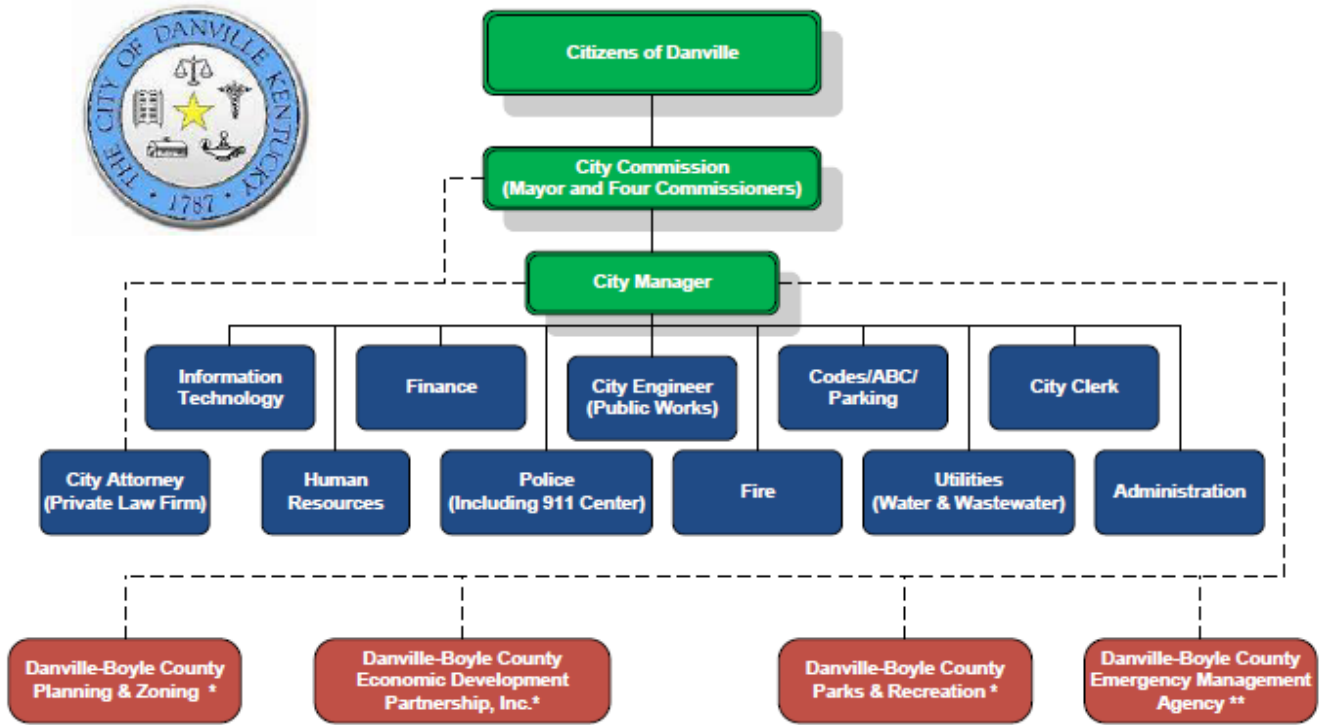 THE CITY OF DANVILLE KENTUCKY
• 1787 •
Citizens of Danville
City Commission
(Mayor and Four Commissioners)
City Manager
Information
Technology
Finance
City Engineer
(Public Works)
Codes/ABC/
Parking
City Clerk
City Attorney
(Private Law Firm)
Human
Resources
Police
(Including 911 Center)
Fire
Utilities
(Water & Wastewater)
Administration
Danville-Boyle County
Planning & Zoning *
Danville-Boyle County
Economic Development
Partnership, Inc.*
Danville-Boyle County
Parks & Recreation *
Danville-Boyle County
Emergency Management
Agency **